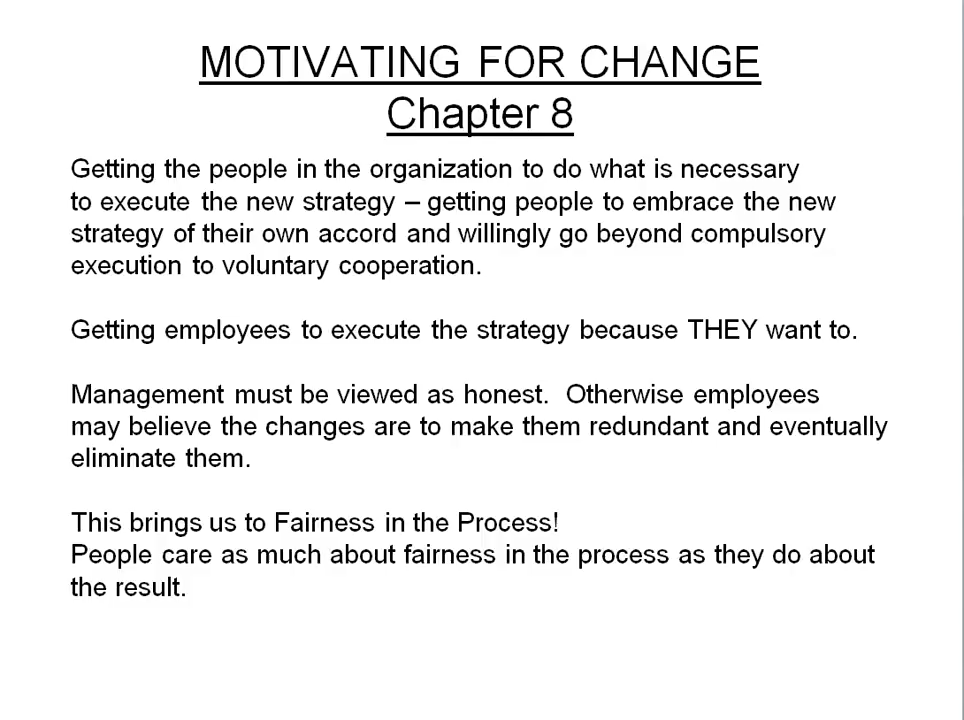 MOTIVATING FOR CHANGE
Chapter 8
Getting the people in the organization to do what is necessary
to execute the new strategy – getting people to embrace the new
strategy of their own accord and willingly go beyond compulsory
execution to voluntary cooperation.
Getting employees to execute the strategy because THEY want to.
Management must be viewed as honest.  Otherwise employees
may believe the changes are to make them redundant and eventually
eliminate them.
This brings us to Fairness in the Process!
People care as much about fairness in the process as they do about
the result.